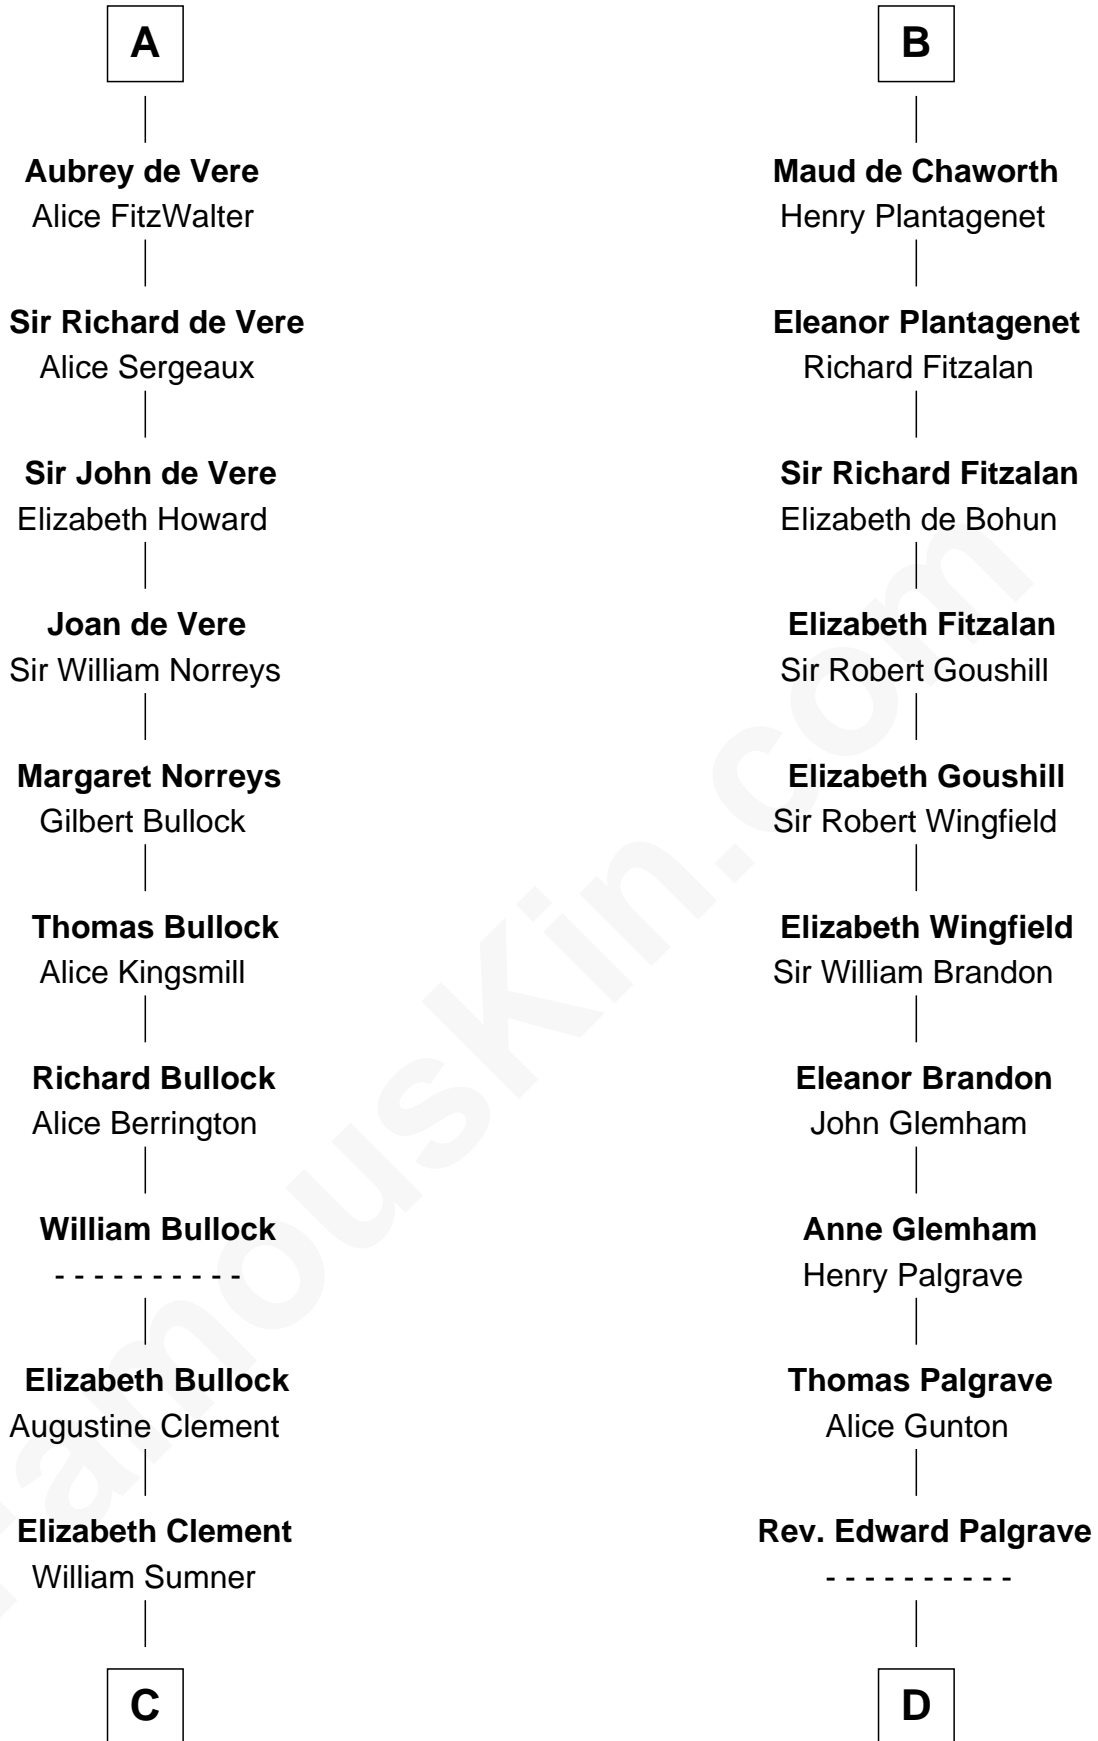 A
Aubrey de Vere
Alice FitzWalter
Sir Richard de Vere
Alice Sergeaux
Sir John de Vere
Elizabeth Howard
Joan de Vere
Sir William Norreys
Margaret Norreys
Gilbert Bullock
Thomas Bullock
Alice Kingsmill
Richard Bullock
Alice Berrington
William Bullock
- - - - - - - - - -
Elizabeth Bullock
Augustine Clement
Elizabeth Clement
William Sumner
C
B
Maud de Chaworth
Henry Plantagenet
Eleanor Plantagenet
Richard Fitzalan
Sir Richard Fitzalan
Elizabeth de Bohun
Elizabeth Fitzalan
Sir Robert Goushill
Elizabeth Goushill
Sir Robert Wingfield
Elizabeth Wingfield
Sir William Brandon
Eleanor Brandon
John Glemham
Anne Glemham
Henry Palgrave
Thomas Palgrave
Alice Gunton
Rev. Edward Palgrave
- - - - - - - - - -
D
FamousKin.com